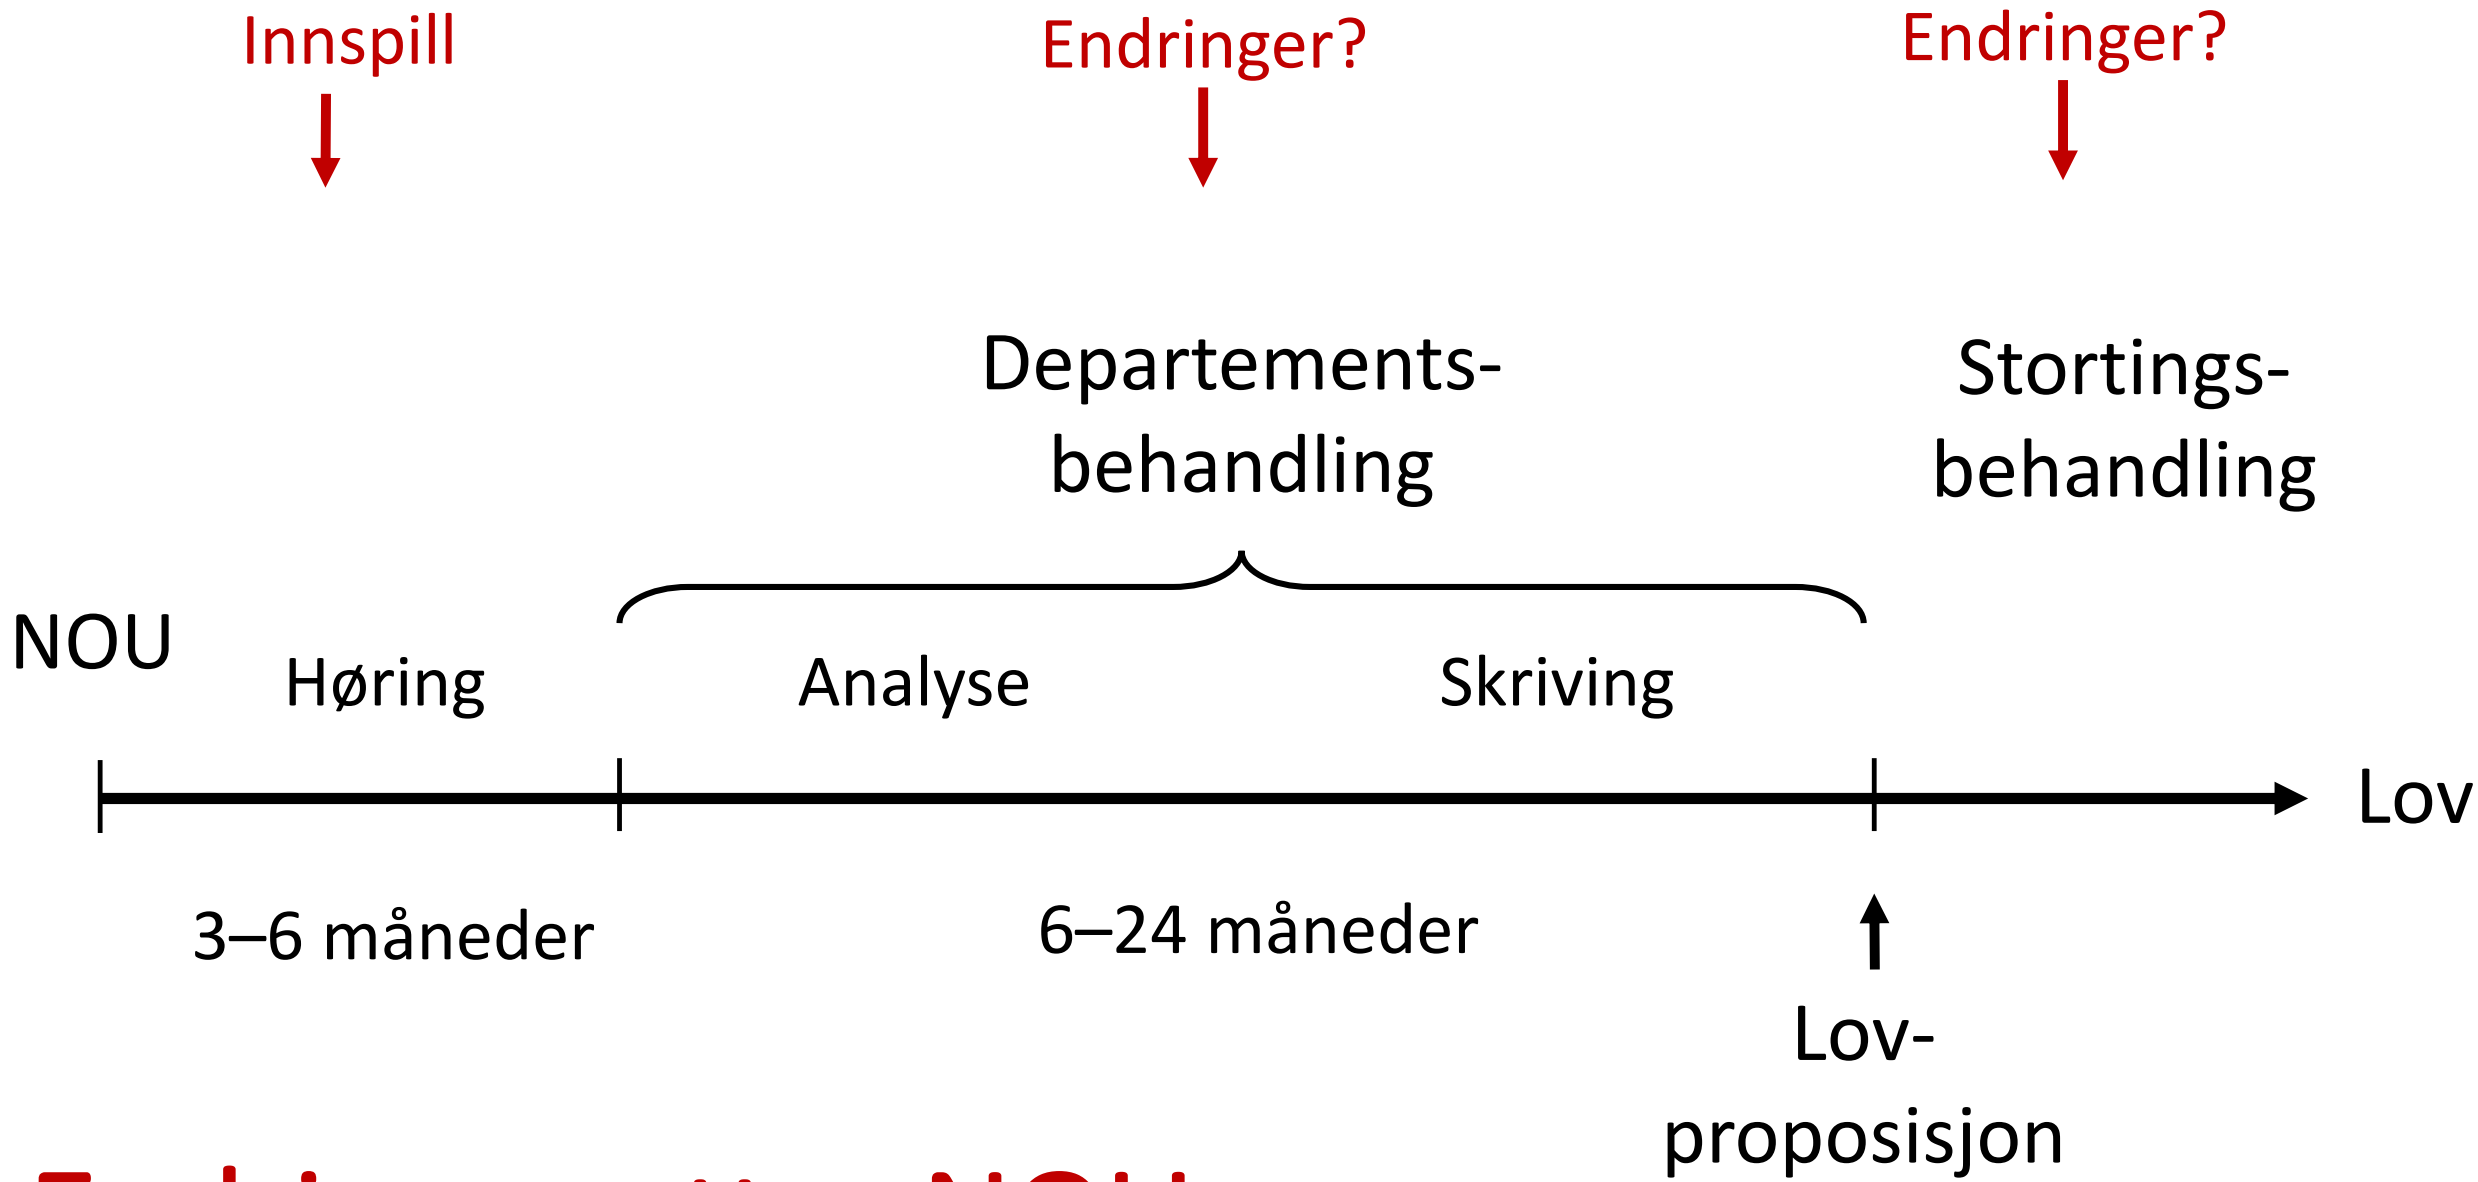 Innspill
Endringer?
Endringer?
Departements-
behandling
Stortings-
behandling
NOU
Høring
Analyse
Skriving
Lov
3–6 måneder
6–24 måneder
Lov-
proposisjon
NOU